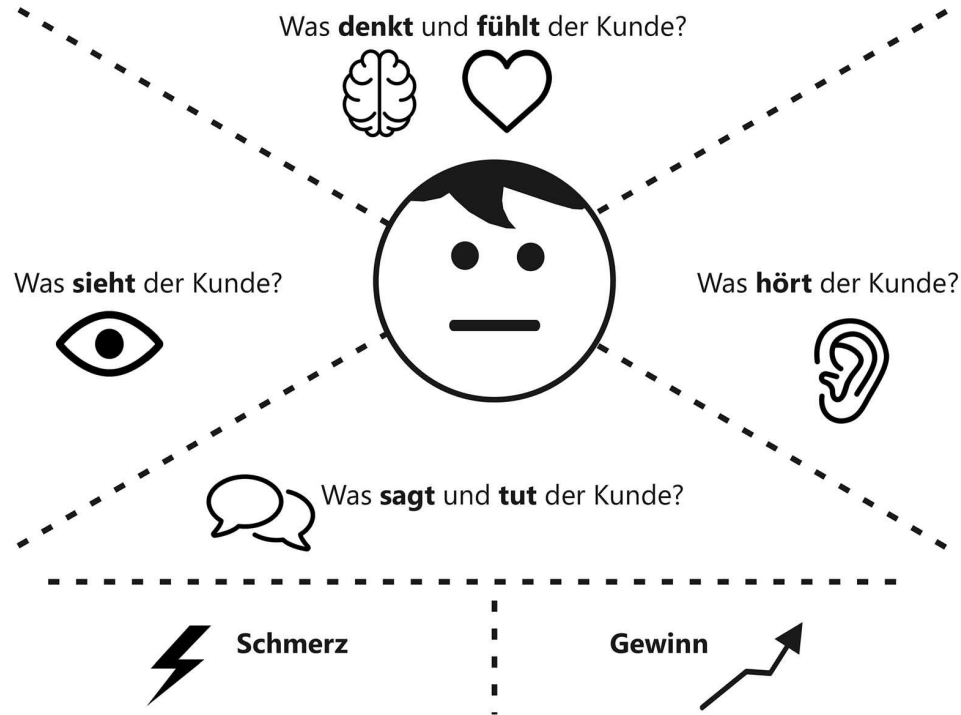 Was denkt und fühlt der Kunde?
Was sieht der Kunde?
Was hört der Kunde?
Was sagt und tut der Kunde?
Schmerz
Gewinn